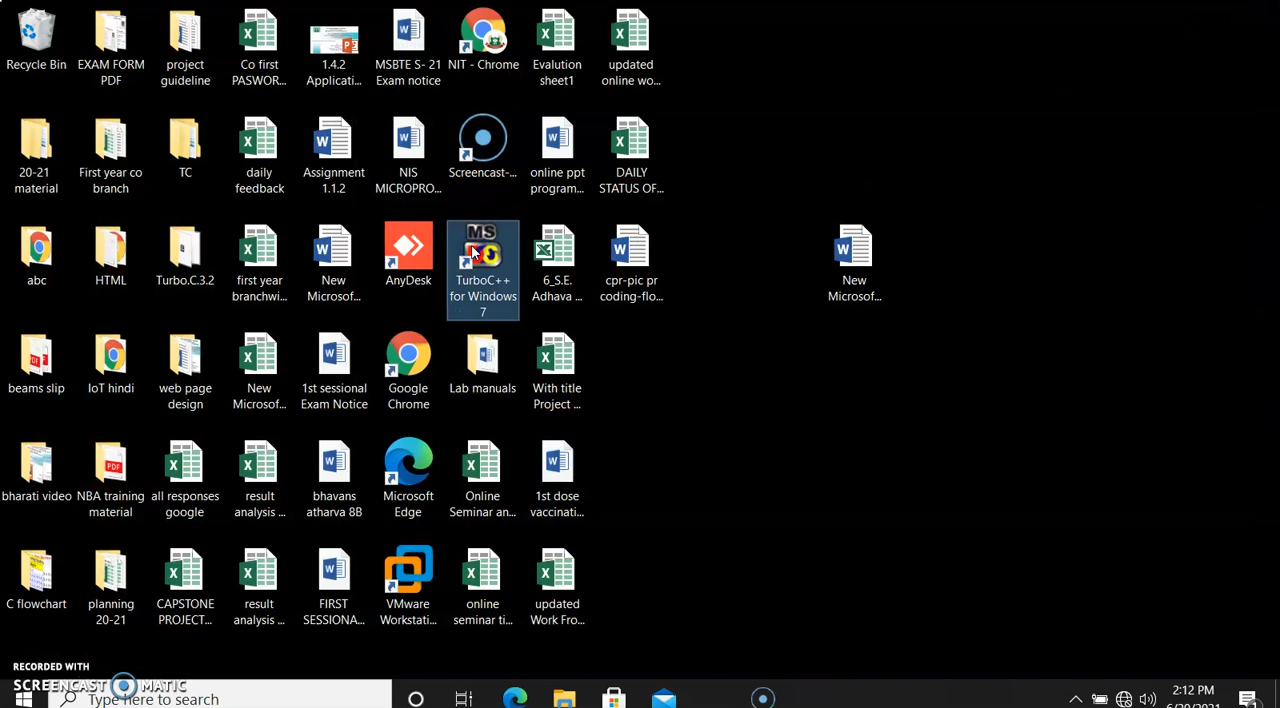 Recycle Bin
EXAM FORM
PDF
project
guideline
Co first
PASWOR...
1.4.2
Applicati...
MSBTE S- 21
Exam notice
NIT - Chrome
Evalution
sheet1
updated
online wo...
20-21
material
First year co
branch
TC
daily
feedback
Assignment
1.1.2
NIS
MICROPRO...
Screencast-...
online ppt
program...
DAILY
STATUS OF...
abc
HTML
Turbo.C.3.2
first year
branchwi...
New
Microsof...
AnyDesk
MS
TurboC++
for Windows
7
6_S.E.
Adhava ...
cpr-pic pr
coding-flo...
New
Microsof...
beams slip
IoT hindi
web page
design
New
Microsof...
1st sessional
Exam Notice
Google
Chrome
Lab manuals
With title
Project ...
bharati video
NBA training
material
all responses
google
result
analysis ...
bhavans
atharva 8B
Microsoft
Edge
Online
Seminar an...
1st dose
vaccinati...
C flowchart
planning
20-21
CAPSTONE
PROJECT...
result
analysis ...
FIRST
SESSIONA...
VMware
Workstati...
online
seminar ti...
updated
Work Fro...
RECORDED WITH
SCREENCAST MATIC
Type here to search
2:12 PM
6/20/2021